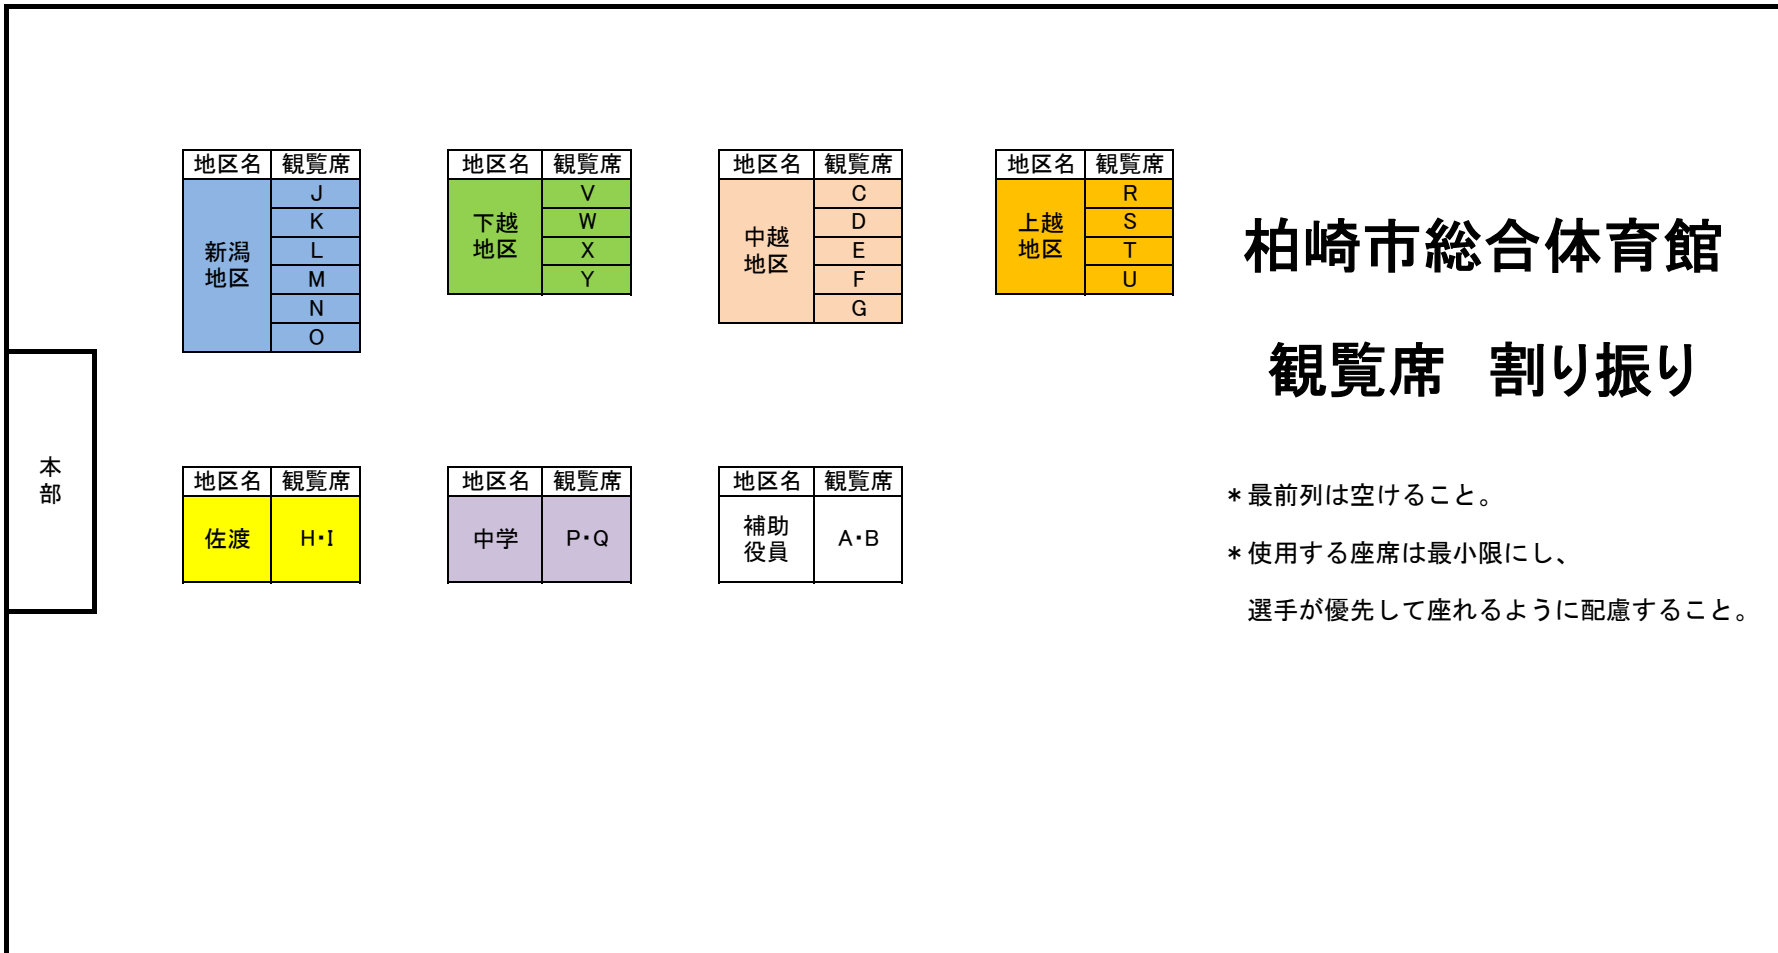 柏崎市総合体育館
観覧席　割り振り
地区名 観覧席
新潟
地区
J
K
L
M
N
O
地区名 観覧席
下越
地区
V
W
X
Y
地区名 観覧席
中越
地区
C
D
E
F
G
地区名 観覧席
上越
地区
R
S
T
U
本
部
地区名 観覧席
佐渡 H・I
地区名 観覧席
中学 P・Q
地区名 観覧席
補助
役員
A・B
＊最前列は空けること。
＊使用する座席は最小限にし、
選手が優先して座れるように配慮すること。